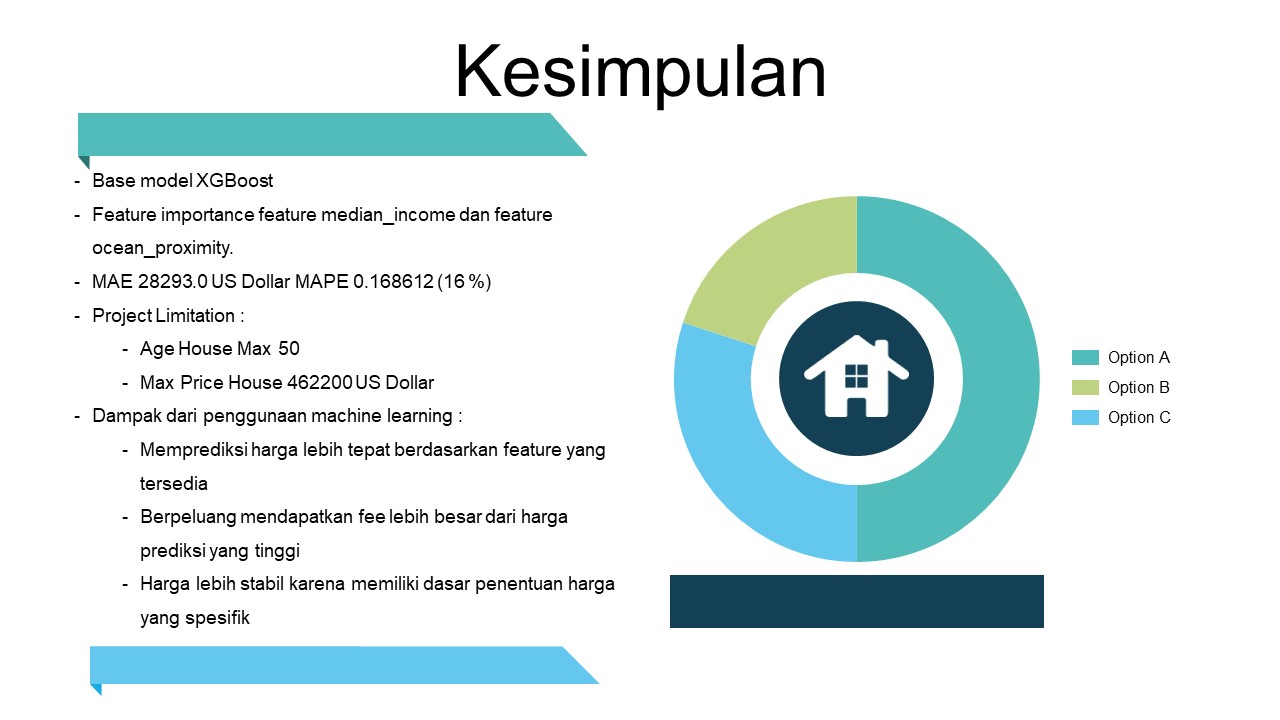 Kesimpulan
- Base model XGBoost
- Feature importance feature median_income dan feature
ocean_proximity.
- MAE 28293.0 US Dollar MAPE 0.168612 (16 %)
- Project Limitation :
- Age House Max 50
- Max Price House 462200 US Dollar
- Dampak dari penggunaan machine learning :
- Memprediksi harga lebih tepat berdasarkan feature yang
tersedia
- Berpeluang mendapatkan fee lebih besar dari harga
prediksi yang tinggi
- Harga lebih stabil karena memiliki dasar penentuan harga
yang spesifik
Option A
Option B
Option C